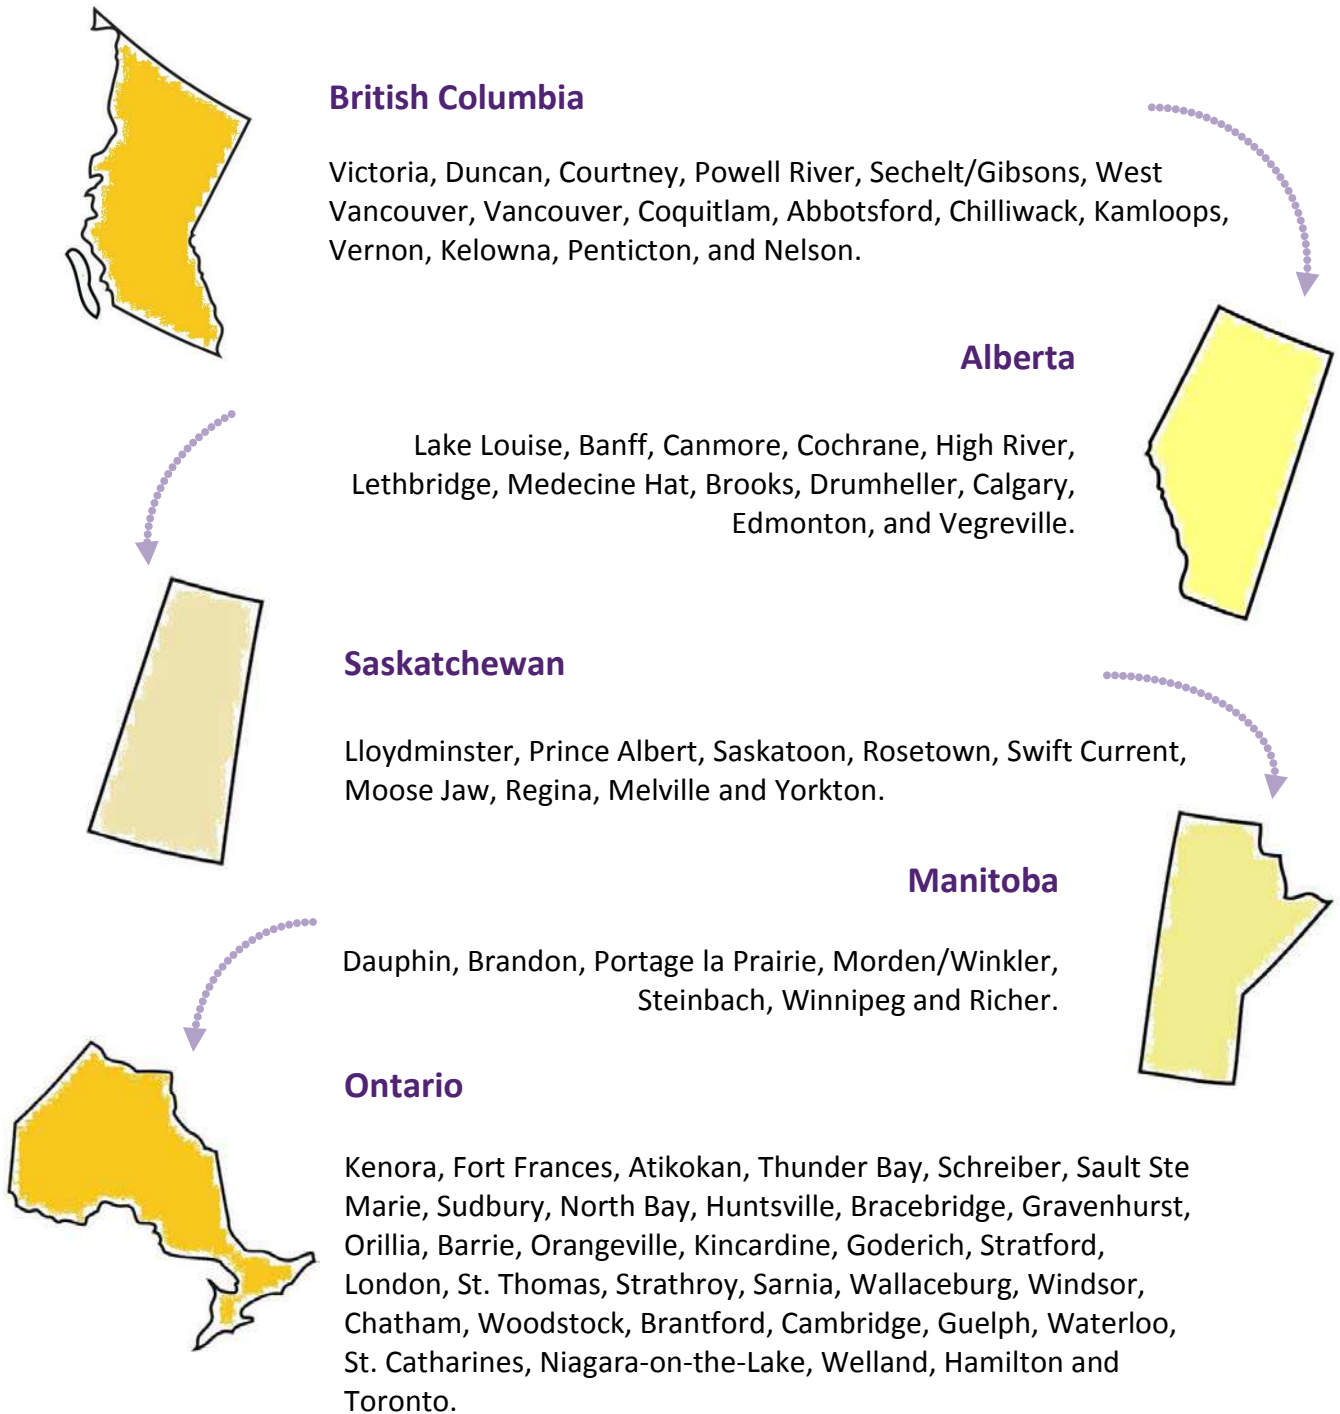 British Columbia
Victoria, Duncan, Courtney, Powell River, Sechelt/Gibsons, West
Vancouver, Vancouver, Coquitlam, Abbotsford, Chilliwack, Kamloops,
Vernon, Kelowna, Penticton, and Nelson.
Alberta
Lake Louise, Banff, Canmore, Cochrane, High River,
Lethbridge, Medecine Hat, Brooks, Drumheller, Calgary,
Edmonton, and Vegreville.
Saskatchewan
Lloydminster, Prince Albert, Saskatoon, Rosetown, Swift Current,
Moose Jaw, Regina, Melville and Yorkton.
Manitoba
Dauphin, Brandon, Portage la Prairie, Morden/Winkler,
Steinbach, Winnipeg and Richer.
Ontario
Kenora, Fort Frances, Atikokan, Thunder Bay, Schreiber, Sault Ste
Marie, Sudbury, North Bay, Huntsville, Bracebridge, Gravenhurst,
Orillia, Barrie, Orangeville, Kincardine, Goderich, Stratford,
London, St. Thomas, Strathroy, Sarnia, Wallaceburg, Windsor,
Chatham, Woodstock, Brantford, Cambridge, Guelph, Waterloo,
St. Catharines, Niagara-on-the-Lake, Welland, Hamilton and
Toronto.